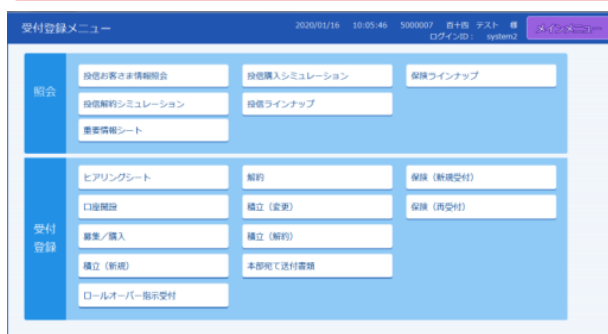 受付登録メニュー
2020/01/16 10:05:46 5000007 百十四 テスト 様
ログインID： system2
メインメニュー
照会
投信お客さま情報照会 投信購入シミュレーション 保険ラインナップ
投信解約シミュレーション 投信ラインナップ
重要情報シート
受付
登録
ヒアリングシート 解約 保険（新規受付）
口座開設 積立（変更） 保険（再受付）
募集／購入 積立（解約）
積立（新規） 本部宛て送付書類
ロールオーバー指示受付